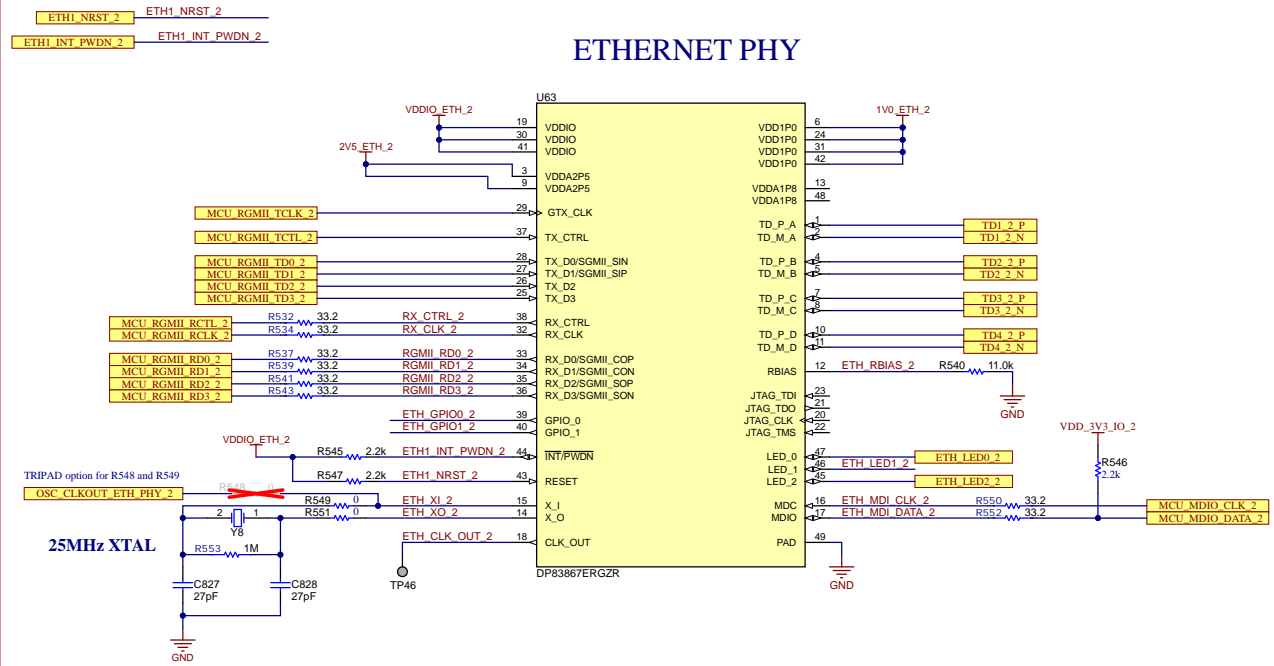 ETH1_NRST_2 ETH1_NRST_2
ETH1_INT_PWDN_2 ETH1_INT_PWDN_2
ETHERNET PHY
U63
VDDIO_ETH_2 1V0_ETH_2
19 VDDIO VDD1P0 6
30 VDDIO VDD1P0 24
41 VDDIO VDD1P0 31
VDD1P0 42
2V5_ETH_2
3 VDDA2P5
9 VDDA2P5 VDDA1P8 13
VDDA1P8 48
MCU_RGMII_TCLK_2 29 GTX_CLK
TD_P_A 1 TD1_2_P
MCU_RGMII_TCTL_2 37 TX_CTRL TD_M_A 2 TD1_2_N
MCU_RGMII_TD0_2 28 TX_D0/SGMII_SIN TD_P_B 4 TD2_2_P
MCU_RGMII_TD1_2 27 TX_D1/SGMII_SIP TD_M_B 5 TD2_2_N
MCU_RGMII_TD2_2 26 TX_D2
MCU_RGMII_TD3_2 25 TX_D3 TD_P_C 7 TD3_2_P
TD_M_C 8 TD3_2_N
MCU_RGMII_RCTL_2 R532 33.2 RX_CTRL_2 38 RX_CTRL
MCU_RGMII_RCLK_2 R534 33.2 RX_CLK_2 32 RX_CLK TD_P_D 10 TD4_2_P
TD_M_D 11 TD4_2_N
MCU_RGMII_RD0_2 R537 33.2 RGMII_RD0_2 33 RX_D0/SGMII_COP
MCU_RGMII_RD1_2 R539 33.2 RGMII_RD1_2 34 RX_D1/SGMII_CON RBIAS 12 ETH_RBIAS_2 R540 11.0k
MCU_RGMII_RD2_2 R541 33.2 RGMII_RD2_2 35 RX_D2/SGMII_SOP
MCU_RGMII_RD3_2 R543 33.2 RGMII_RD3_2 36 RX_D3/SGMII_SON JTAG_TDI 23
JTAG_TDO 21
GND
ETH_GPIO0_2 39 GPIO_0 JTAG_CLK 20
ETH_GPIO1_2 40 GPIO_1 JTAG_TMS 22
VDD_3V3_IO_2
VDDIO_ETH_2
R545 2.2k ETH1_INT_PWDN_2 44 INT/PWDN LED_0 47 ETH_LED0_2
LED_1 46 ETH_LED1_2
R546
2.2k
TRIPAD option for R548 and R549
R547 2.2k ETH1_NRST_2 43 RESET LED_2 45 ETH_LED2_2
OSC_CLKOUT_ETH_PHY_2 R548 0
R549 0 ETH_XI_2 15 X_I MDC 16 ETH_MDI_CLK_2 R550 33.2 MCU_MDIO_CLK_2
2 1 R551 0 ETH_XO_2 14 X_O MDIO 17 ETH_MDI_DATA_2 R552 33.2 MCU_MDIO_DATA_2
Y8
25MHz XTAL
R553 1M ETH_CLK_OUT_2 18 CLK_OUT PAD 49
DP83867ERGZR
TP46
GND
C827 C828
27pF 27pF
GND